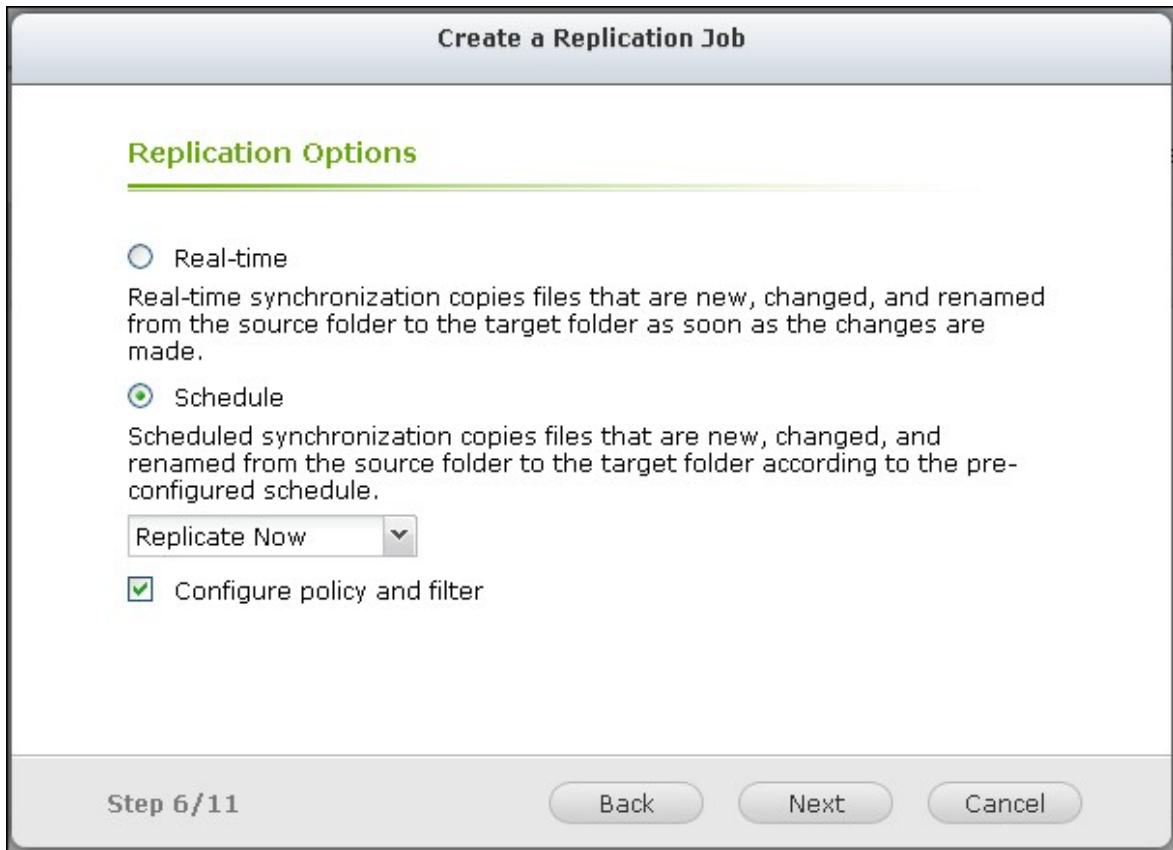 Create a Replication Job
Replication Options
Real-time
Real-time synchronization copies files that are new, changed, and renamed
from the source folder to the target folder as soon as the changes are
made.
Schedule
Scheduled synchronization copies files that are new, changed, and
renamed from the source folder to the target folder according to the pre-
configured schedule.
Replicate Now
Configure policy and filter
Step 6/11
Back
Next
Cancel